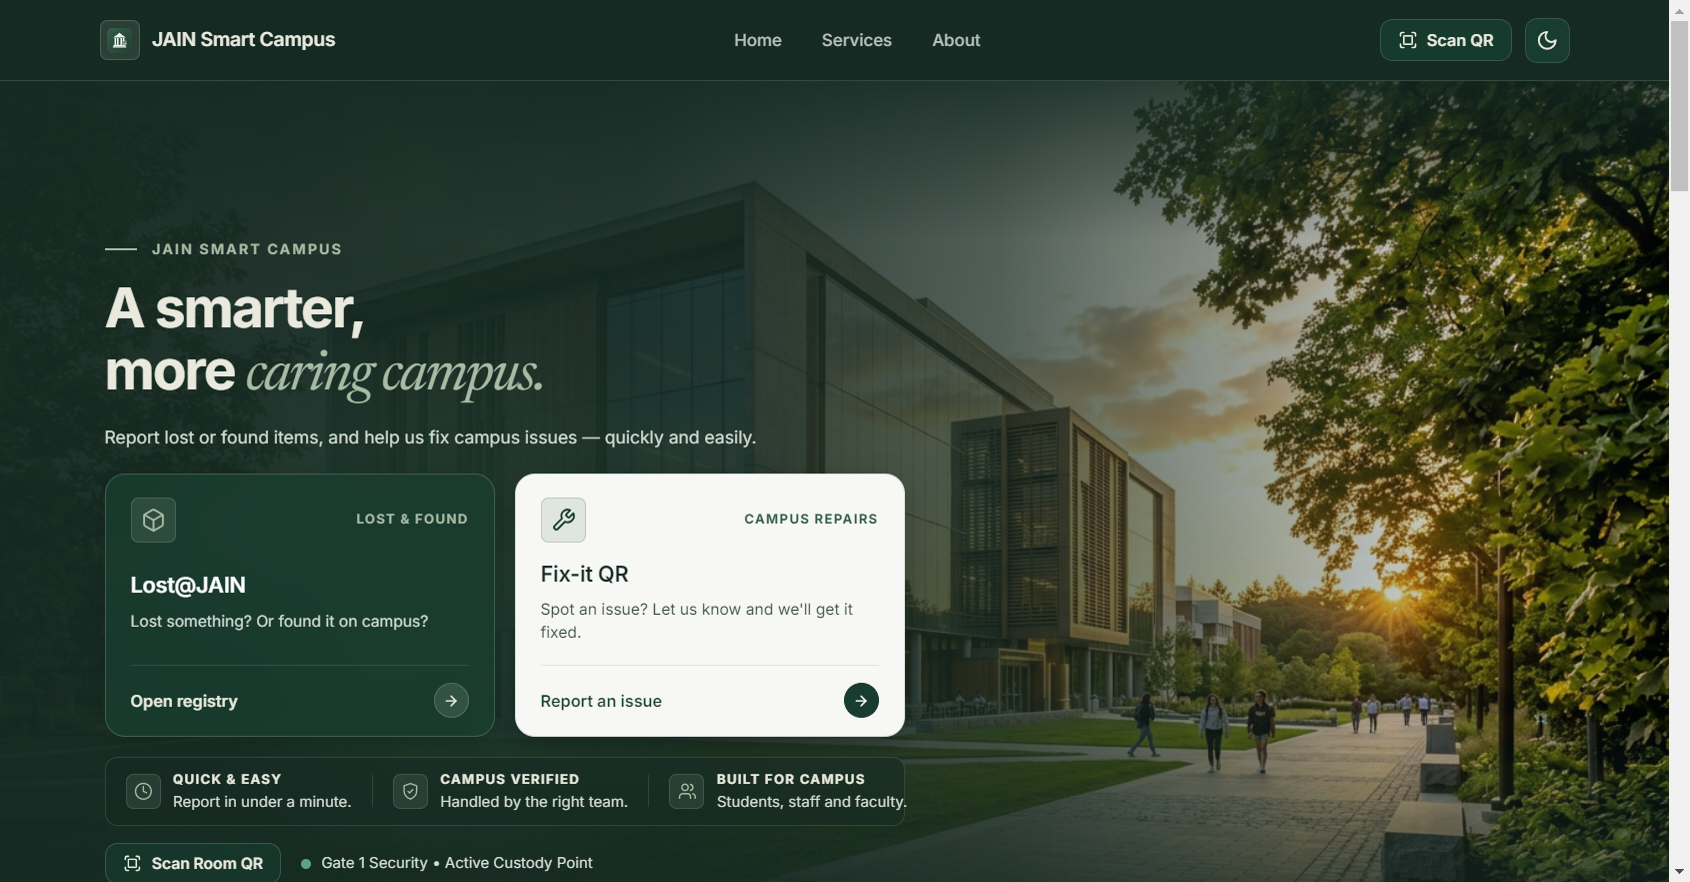 JAIN Smart Campus
Home
Services
About
Scan QR
JAIN SMART CAMPUS
A smarter,
more caring campus.
Report lost or found items, and help us fix campus issues — quickly and easily.
LOST & FOUND
Lost@JAIN
Lost something? Or found it on campus?
Open registry
CAMPUS REPAIRS
Fix-it QR
Spot an issue? Let us know and we'll get it
fixed.
Report an issue
QUICK & EASY
Report in under a minute.
CAMPUS VERIFIED
Handled by the right team.
BUILT FOR CAMPUS
Students, staff and faculty.
Scan Room QR
Gate 1 Security • Active Custody Point